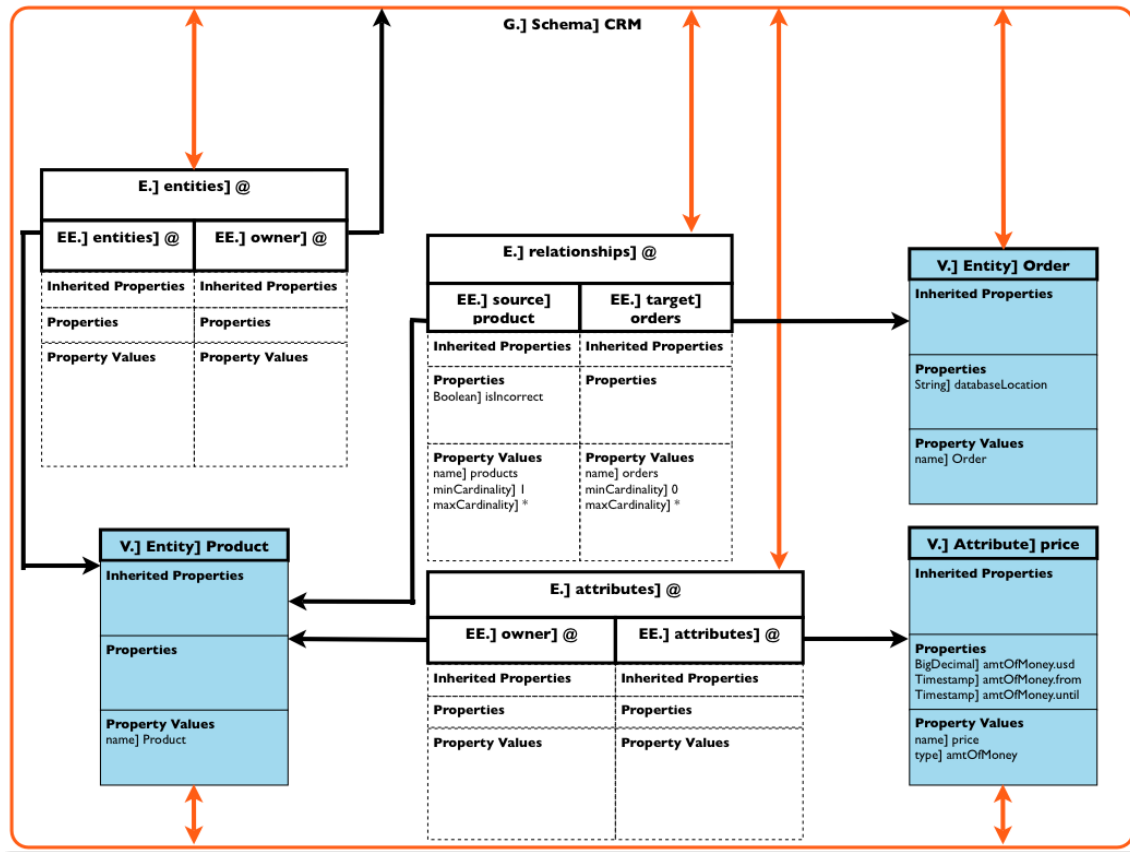 G.] Schema] CRM
E.] entities] @
EE.] entities] @
EE.] owner] @
Inherited Properties
Inherited Properties
Properties
Properties
Property Values
Property Values
E.] relationships] @
EE.] source]
product
EE.] target]
orders
Inherited Properties
Inherited Properties
Properties
Boolean] isIncorrect
Properties
Property Values
name] products
minCardinality] 1
maxCardinality] *
Property Values
name] orders
minCardinality] 0
maxCardinality] *
V.] Entity] Order
Inherited Properties
Properties
String] databaseLocation
Property Values
name] Order
V.] Entity] Product
Inherited Properties
Properties
Property Values
name] Product
E.] attributes] @
EE.] owner] @
EE.] attributes] @
Inherited Properties
Inherited Properties
Properties
Properties
Property Values
Property Values
V.] Attribute] price
Inherited Properties
Properties
BigDecimal] amtOfMoney.usd
Timestamp] amtOfMoney.from
Timestamp] amtOfMoney.until
Property Values
name] price
type] amtOfMoney